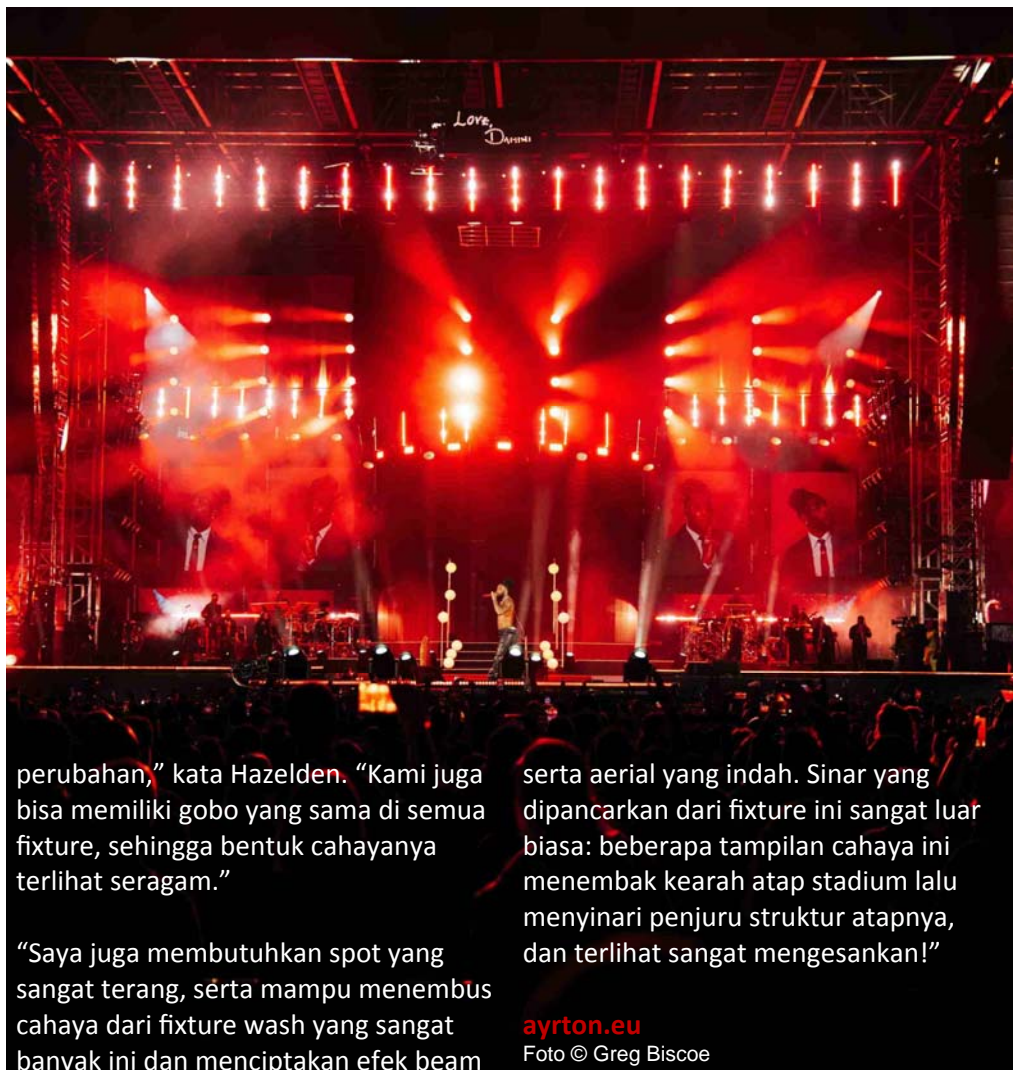 Love,
Damini
perubahan,” kata Hazelden. “Kami juga
bisa memiliki gobo yang sama di semua
fixture, sehingga bentuk cahayanya
terlihat seragam.”
“Saya juga membutuhkan spot yang
sangat terang, serta mampu menembus
cahaya dari fixture wash yang sangat
banyak ini dan menciptakan efek beam
serta aerial yang indah. Sinar yang
dipancarkan dari fixture ini sangat luar
biasa: beberapa tampilan cahaya ini
menembak kearah atap stadium lalu
menyinari penjuru struktur atapnya,
dan terlihat sangat mengesankan!”
ayrton.eu
Foto © Greg Biscoe